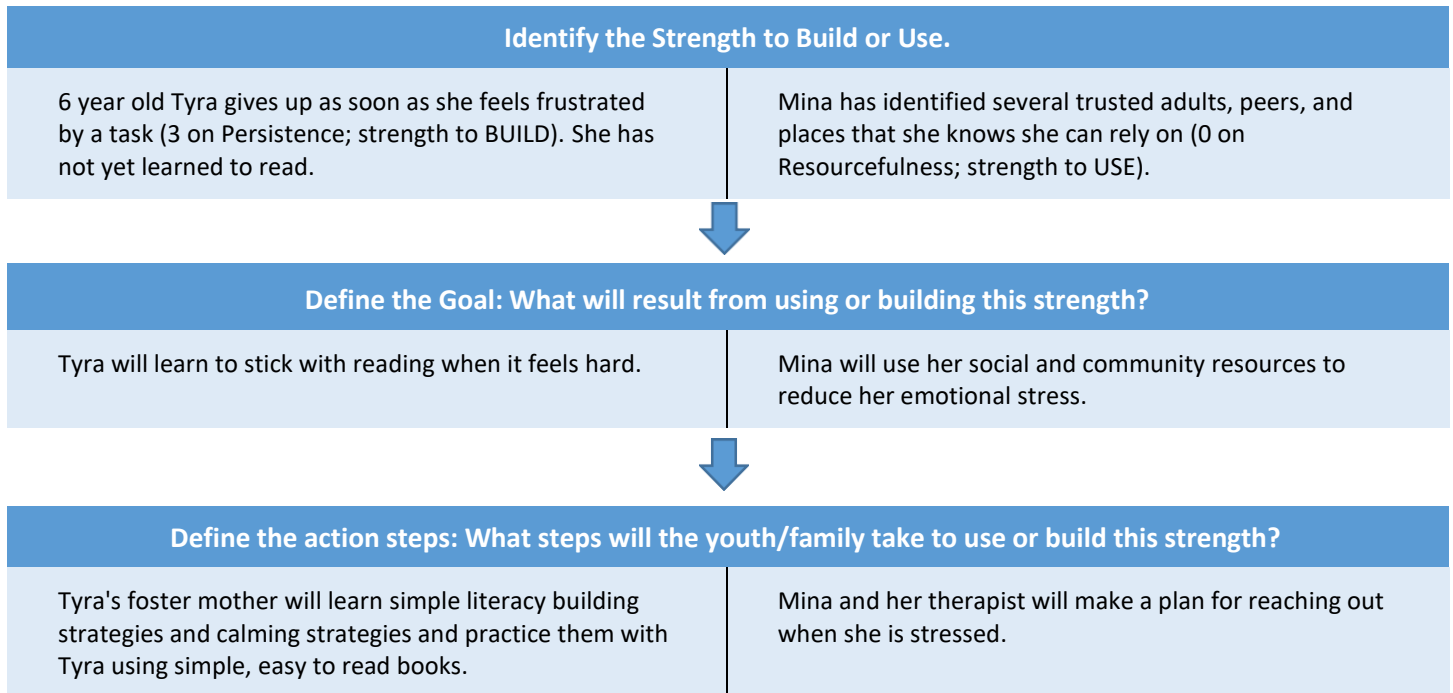 Identify the Strength to Build or Use.
6 year old Tyra gives up as soon as she feels frustrated
by a task (3 on Persistence; strength to BUILD). She has
not yet learned to read.
Mina has identified several trusted adults, peers, and
places that she knows she can rely on (0 on
Resourcefulness; strength to USE).
Define the Goal: What will result from using or building this strength?
Tyra will learn to stick with reading when it feels hard.
Mina will use her social and community resources to
reduce her emotional stress.
Define the action steps: What steps will the youth/family take to use or build this strength?
Tyra's foster mother will learn simple literacy building
strategies and calming strategies and practice them with
Tyra using simple, easy to read books.
Mina and her therapist will make a plan for reaching out
when she is stressed.